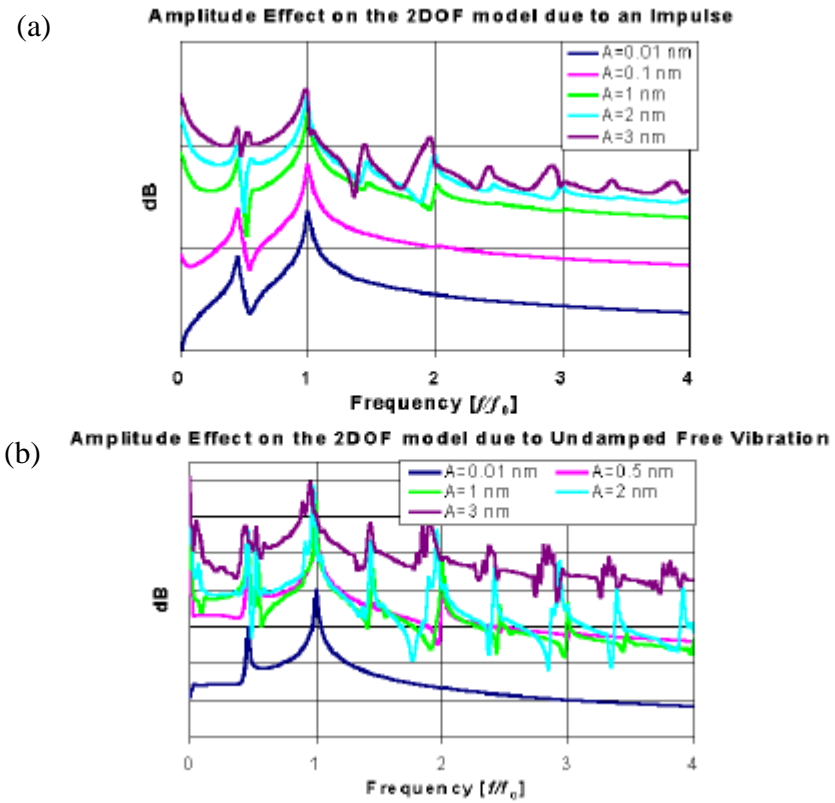 (a)
Amplitude Effect on the 2DOF model due to an Impulse
A=0.01 nm
A=0.1 nm
A=1 nm
A=2 nm
A=3 nm
dB
0 1 2 3 4
Frequency [f/f₀]
(b)
Amplitude Effect on the 2DOF model due to Undamped Free Vibration
A=0.01 nm A=0.5 nm
A=1 nm A=2 nm
A=3 nm
dB
0 1 2 3 4
Frequency [f/f₀]